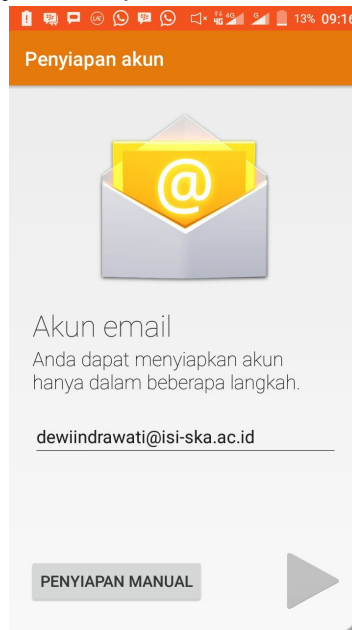 13% 09:16
Penyiapan akun
@
Akun email
Anda dapat menyiapkan akun
hanya dalam beberapa langkah.
dewiindrawati@isi-ska.ac.id
PENYIAPAN MANUAL